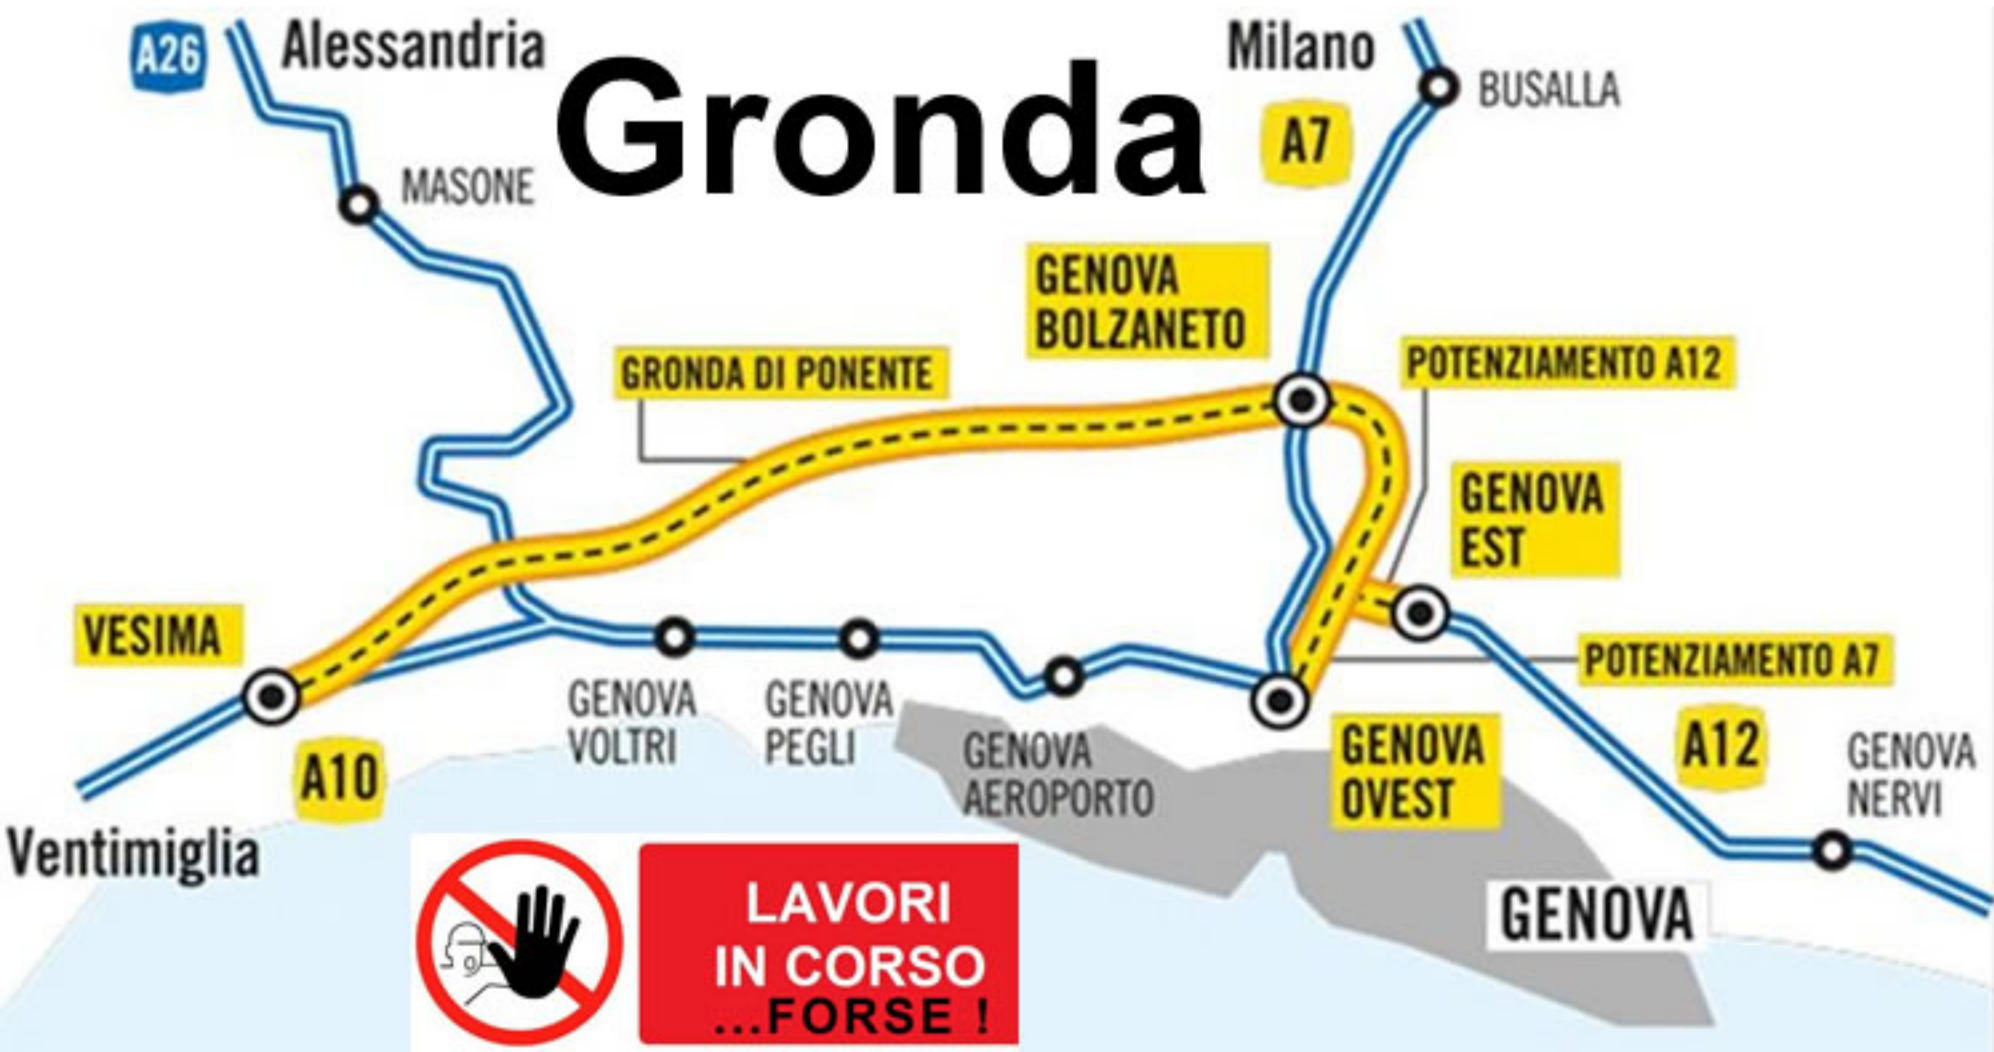 A26
Alessandria
Gronda
Milano
BUSALLA
A7
MASONE
GENOVA
BOLZANETO
GRONDA DI PONENTE
POTENZIAMENTO A12
GENOVA
EST
VESIMA
POTENZIAMENTO A7
GENOVA
VOLTRI
GENOVA
PEGLI
GENOVA
AEROPORTO
GENOVA
OVEST
A12
GENOVA
NERVI
A10
Ventimiglia
LAVORI
IN CORSO
...FORSE !
GENOVA